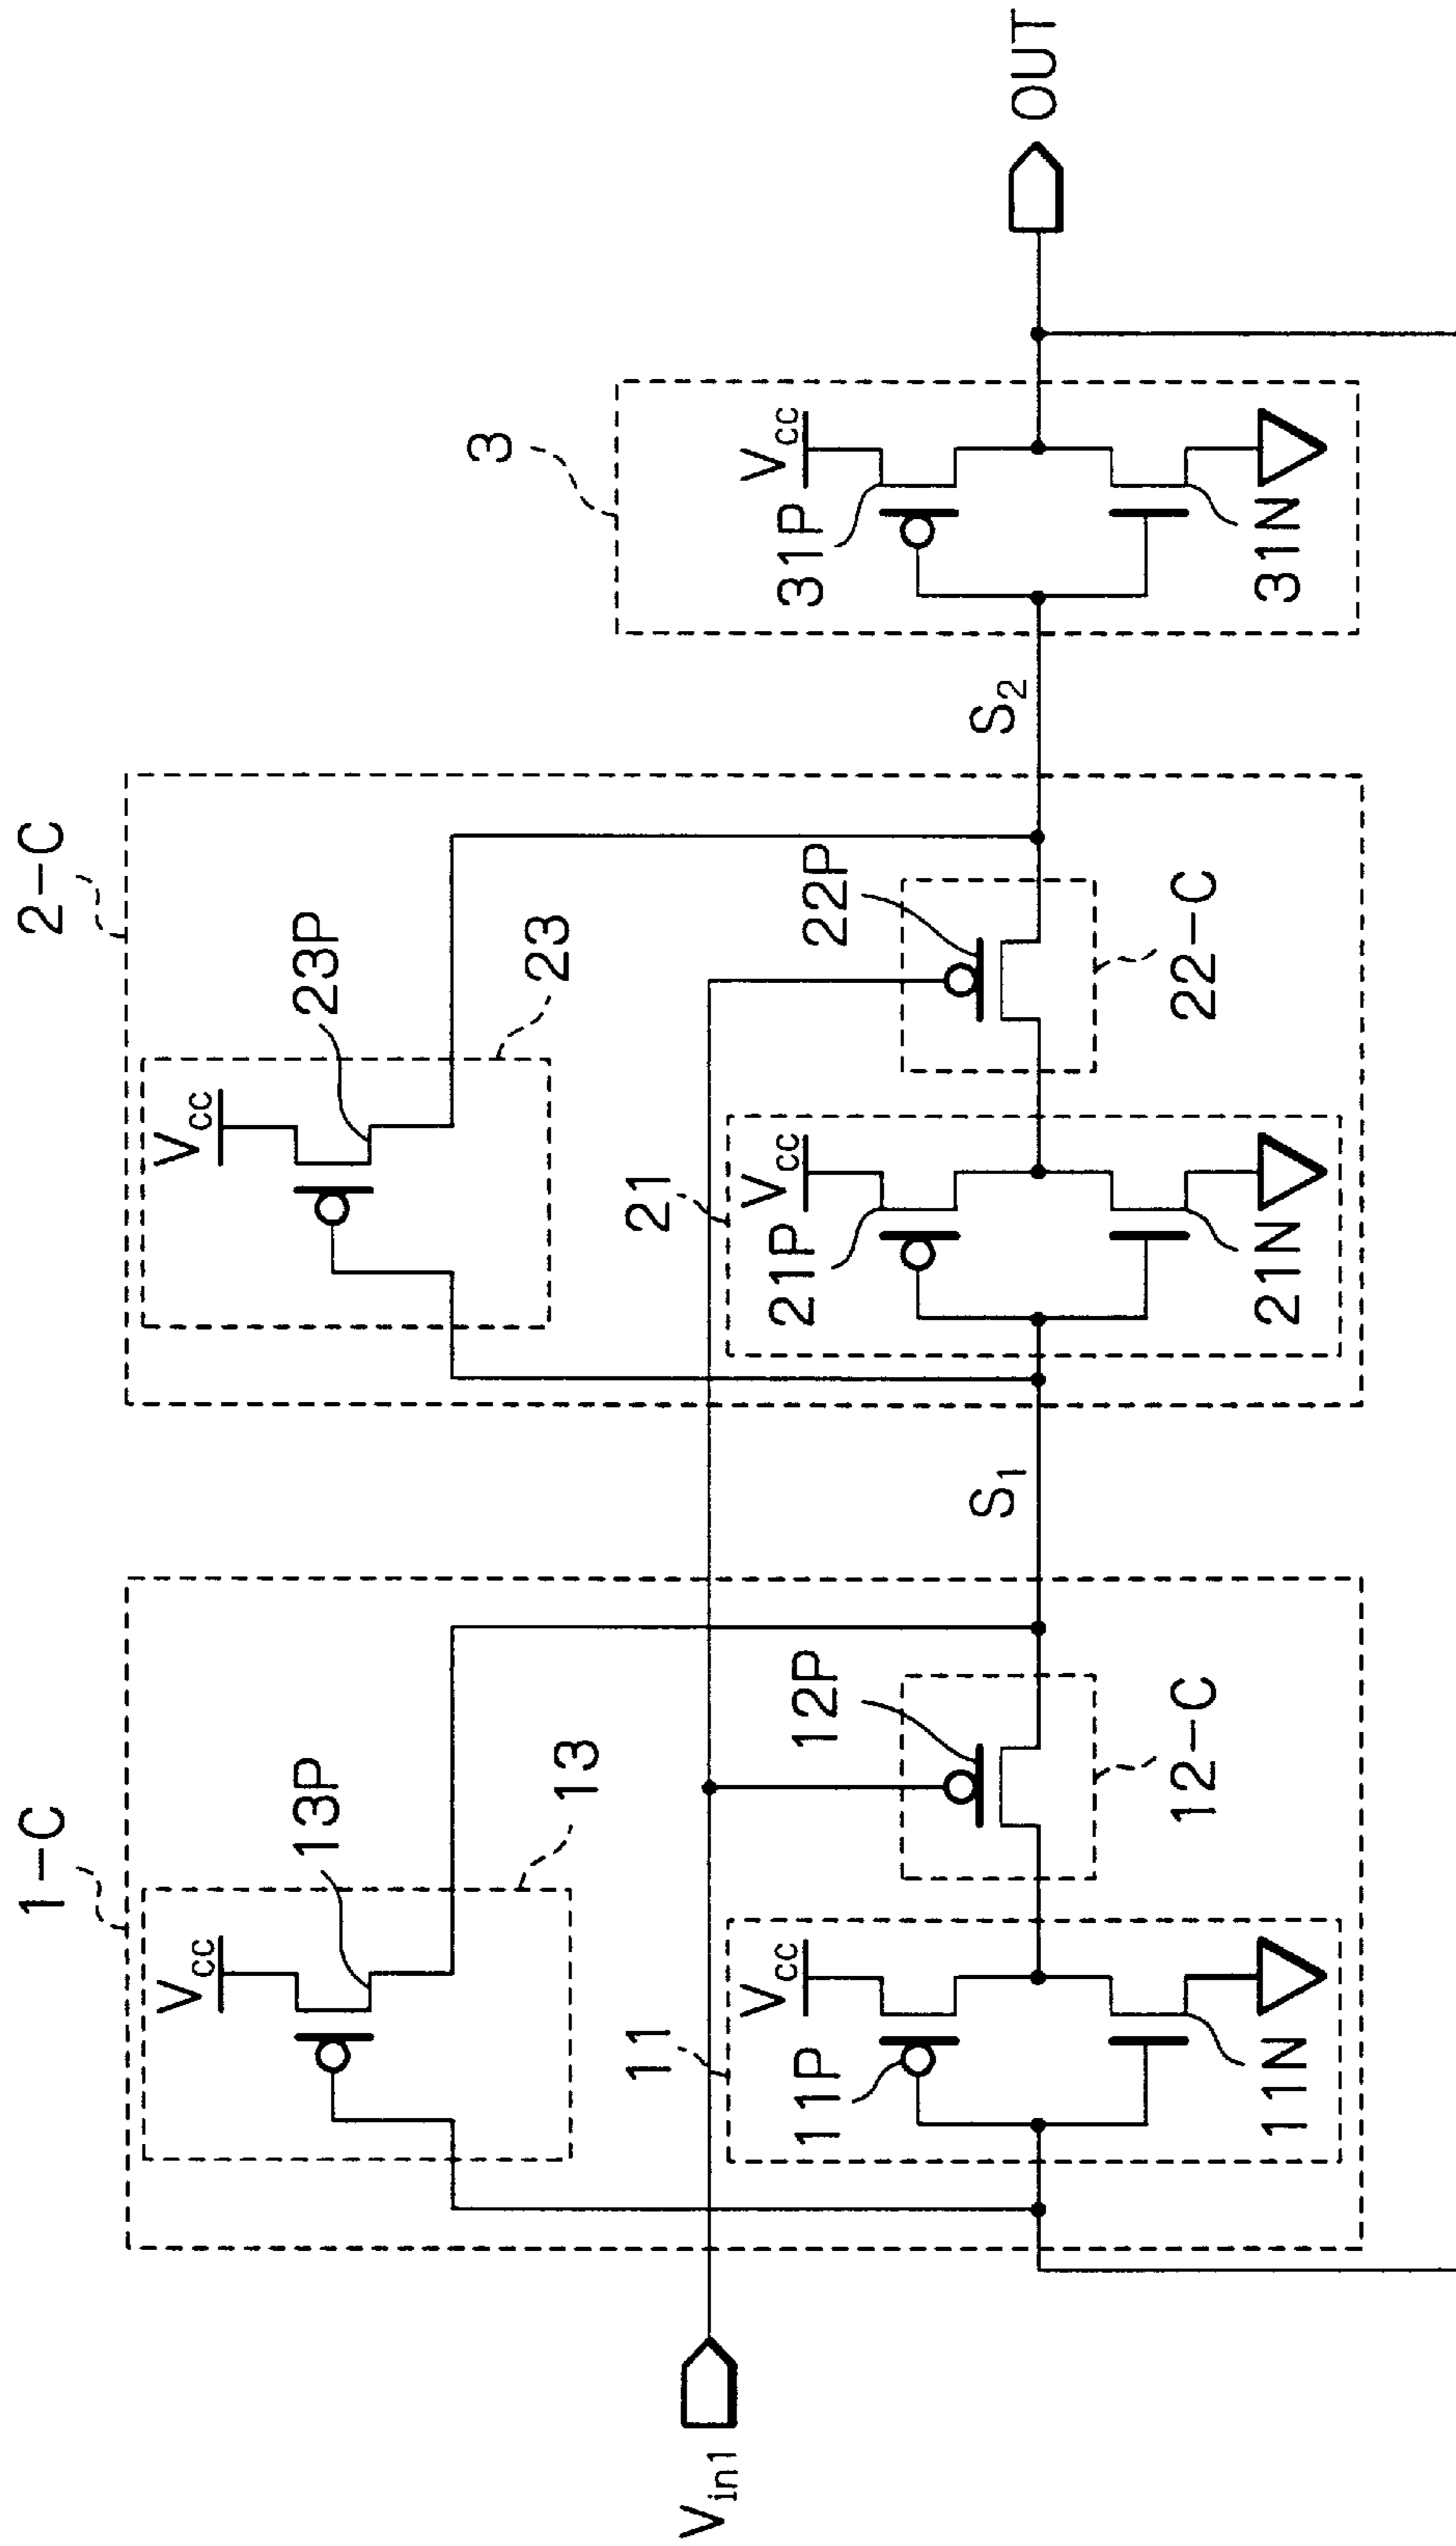 1-C
2-C
V_CC
13P
13
V_CC
23P
23
3
V_in1
11
V_CC
11P
11N
12P
12-C
S_1
21
V_CC
21P
21N
22P
22-C
S_2
V_CC
31P
31N
OUT